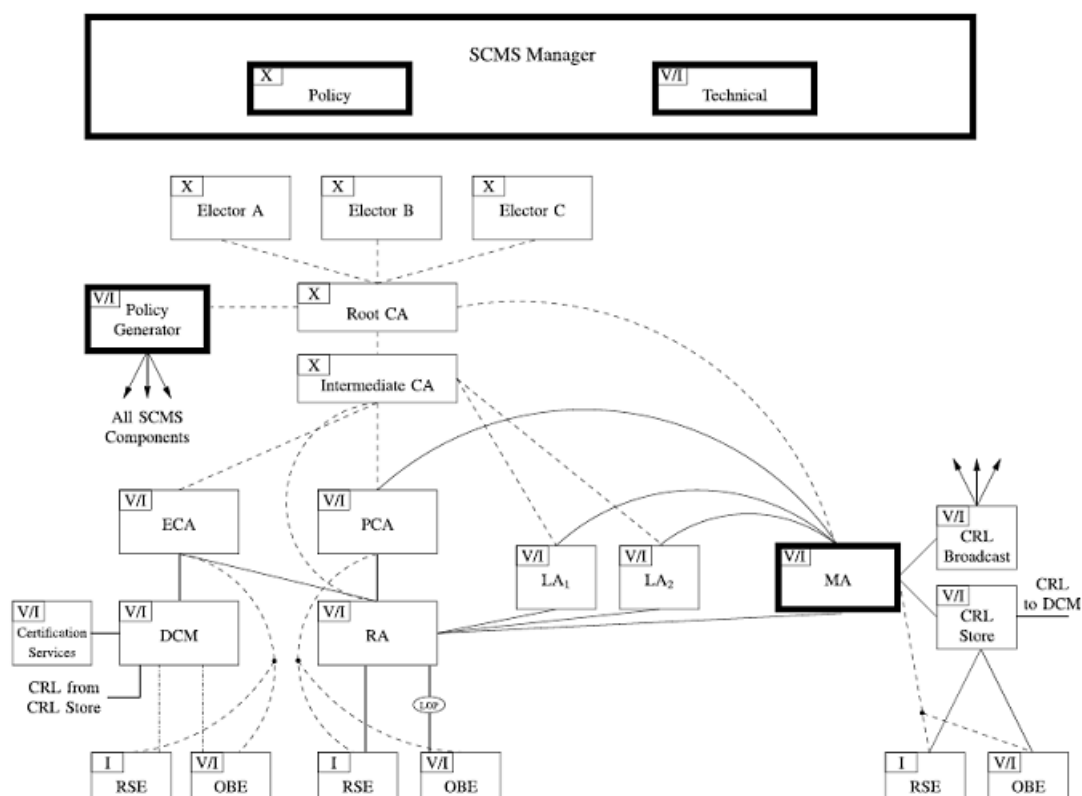 SCMS Manager
X
Policy
V/I
Technical
X
Elector A
X
Elector B
X
Elector C
V/I
Policy
Generator
X
Root CA
X
Intermediate CA
All SCMS
Components
V/I
ECA
V/I
PCA
V/I
LA1
V/I
LA2
V/I
MA
V/I
CRL
Broadcast
V/I
CRL
Store
CRL
to DCM
V/I
Certification
Services
V/I
DCM
V/I
RA
CRL from
CRL Store
LOP
I
RSE
V/I
OBE
I
RSE
V/I
OBE
I
RSE
V/I
OBE